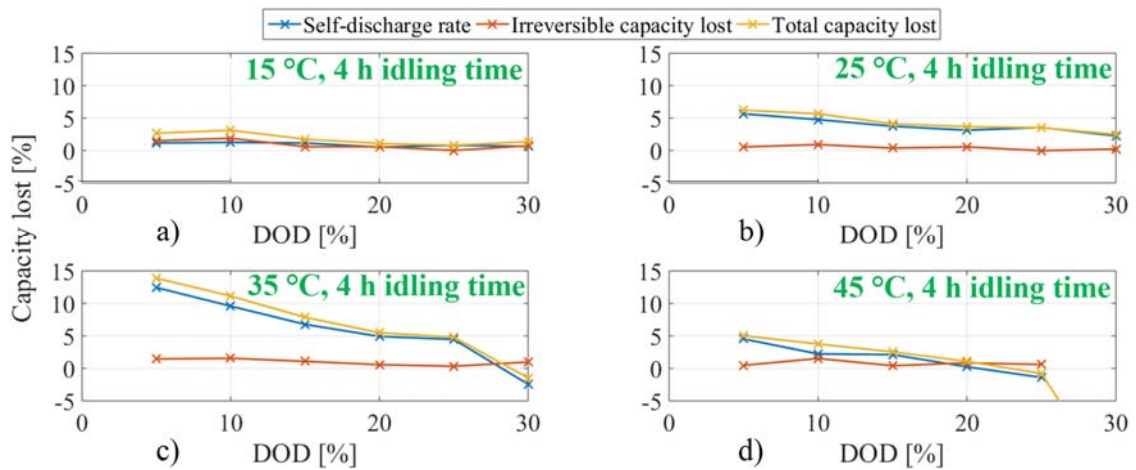 Self-discharge rate Irreversible capacity lost Total capacity lost
Capacity lost [%]
15 °C, 4 h idling time
15
10
5
0
-5
0 10 20 30
a) DOD [%]
25 °C, 4 h idling time
15
10
5
0
-5
0 10 20 30
b) DOD [%]
35 °C, 4 h idling time
15
10
5
0
-5
0 10 20 30
c) DOD [%]
45 °C, 4 h idling time
15
10
5
0
-5
0 10 20 30
d) DOD [%]